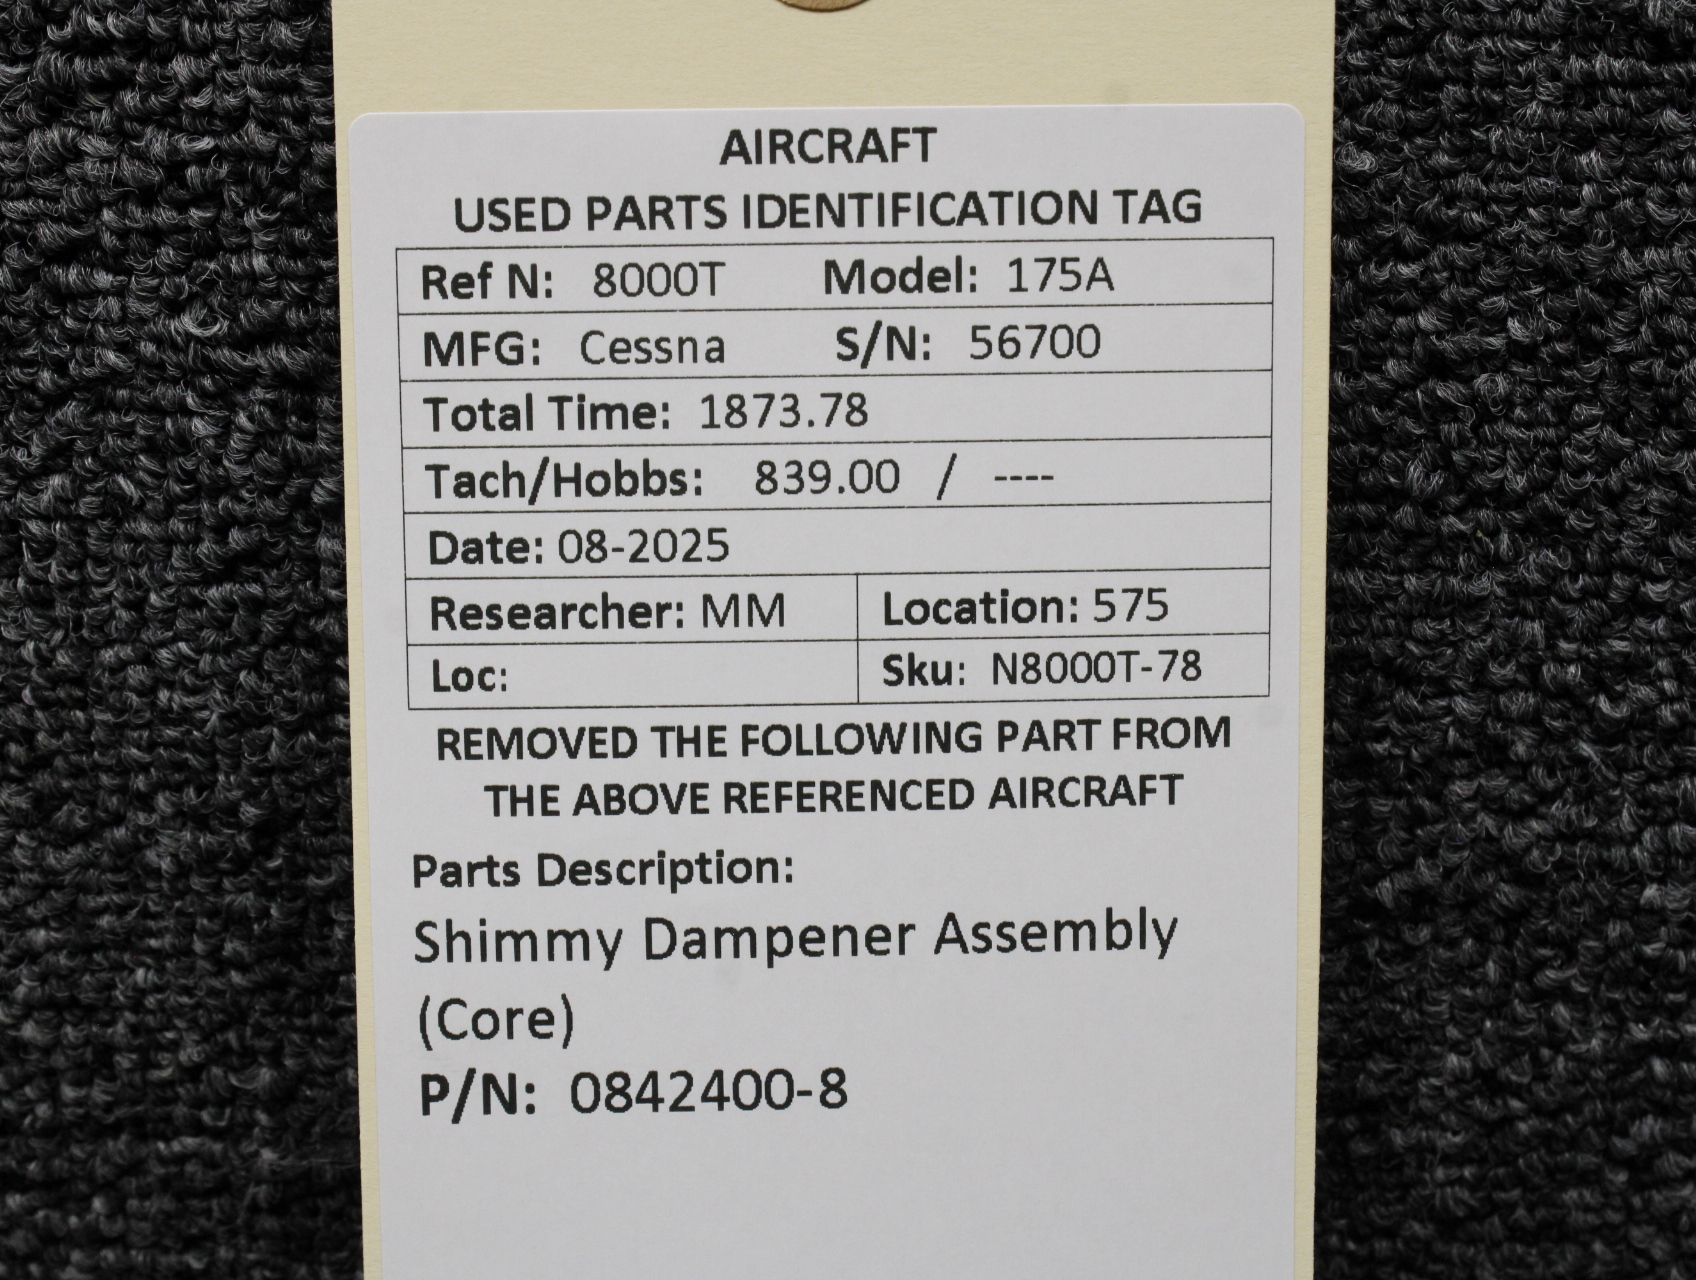 AIRCRAFT
USED PARTS IDENTIFICATION TAG
Ref N: 8000T Model: 175A
MFG: Cessna S/N: 56700
Total Time: 1873.78
Tach/Hobbs: 839.00 / ----
Date: 08-2025
Researcher: MM Location: 575
Loc: Sku: N8000T-78
REMOVED THE FOLLOWING PART FROM
THE ABOVE REFERENCED AIRCRAFT
Parts Description:
Shimmy Dampener Assembly
(Core)
P/N: 0842400-8